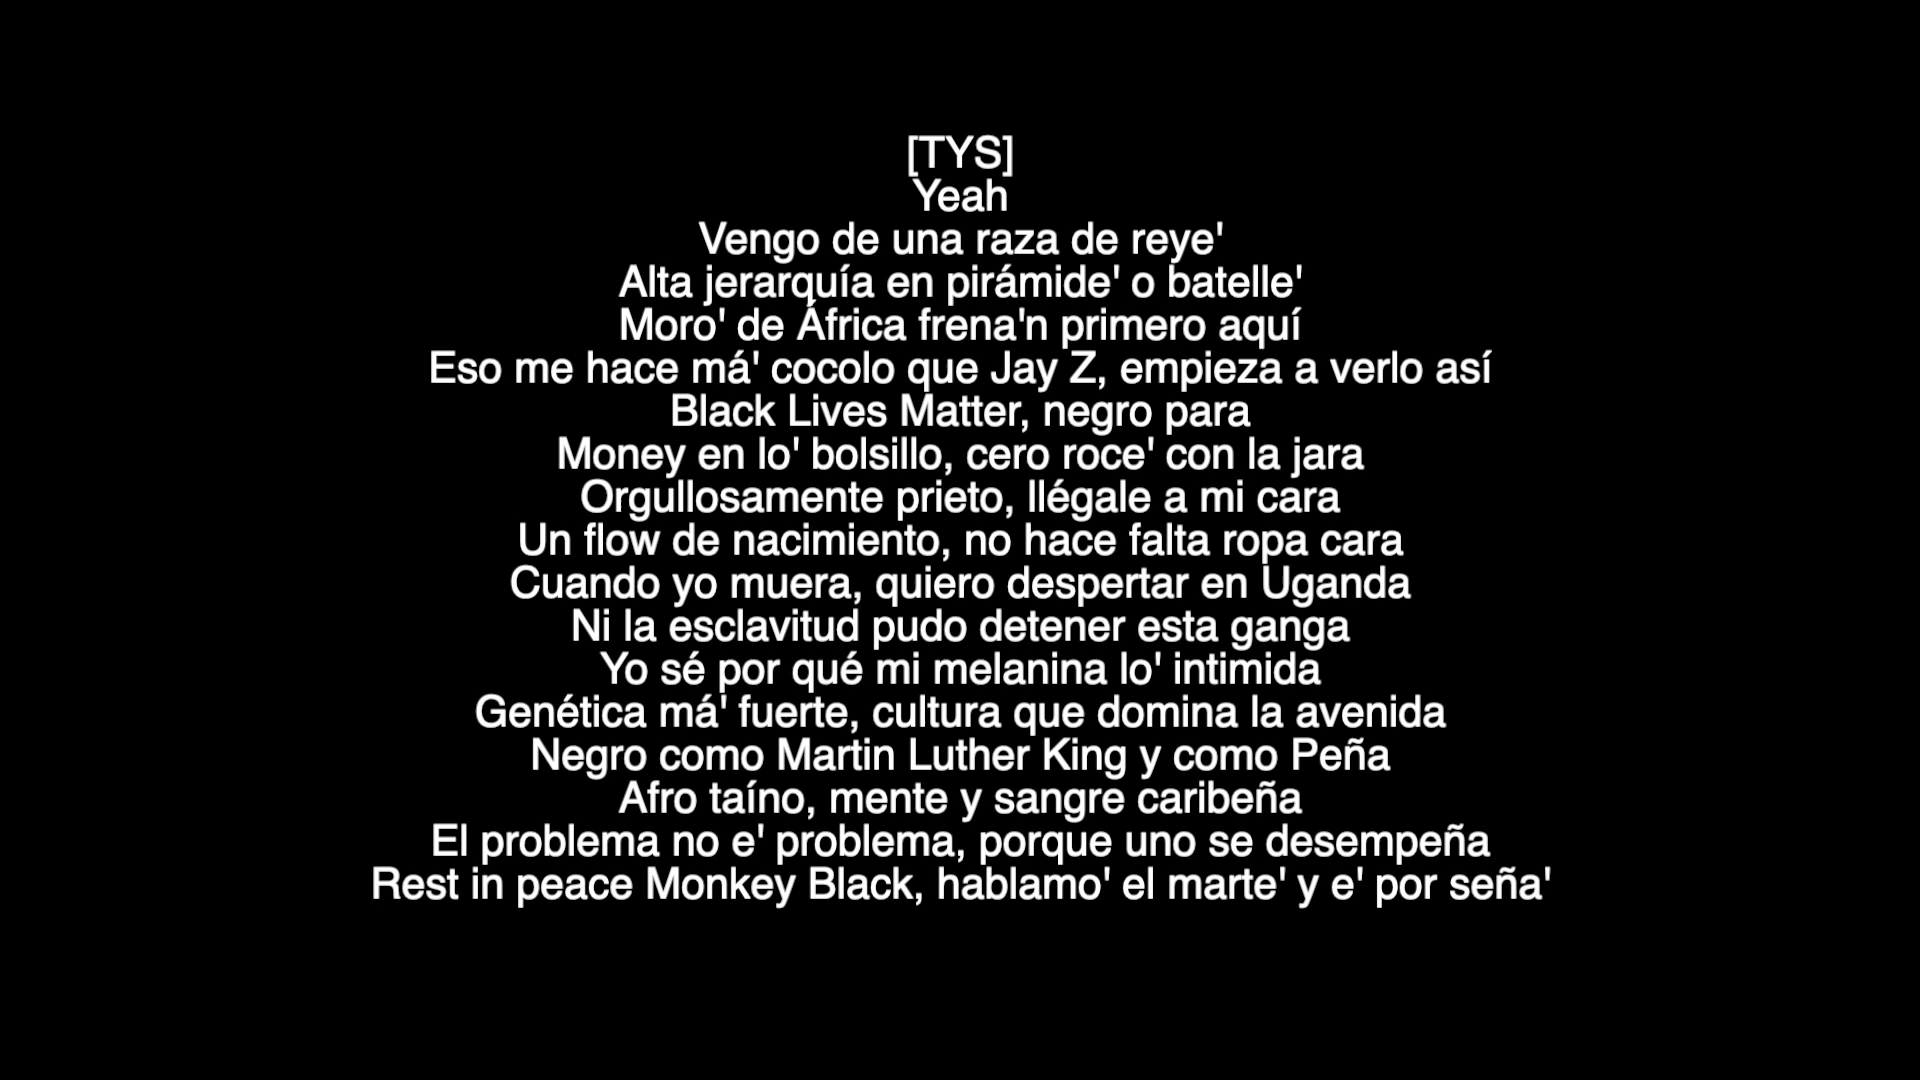 [TYS]
Yeah
Vengo de una raza de reye'
Alta jerarquía en pirámide' o batelle'
Moro' de África frena'n primero aquí
Eso me hace má' cocolo que Jay Z, empieza a verlo así
Black Lives Matter, negro para
Money en lo' bolsillo, cero roce' con la jara
Orgullosamente prieto, llégale a mi cara
Un flow de nacimiento, no hace falta ropa cara
Cuando yo muera, quiero despertar en Uganda
Ni la esclavitud pudo detener esta ganga
Yo sé por qué mi melanina lo' intimida
Genética má' fuerte, cultura que domina la avenida
Negro como Martin Luther King y como Peña
Afro taíno, mente y sangre caribeña
El problema no e' problema, porque uno se desempeña
Rest in peace Monkey Black, hablamo' el marte' y e' por seña'